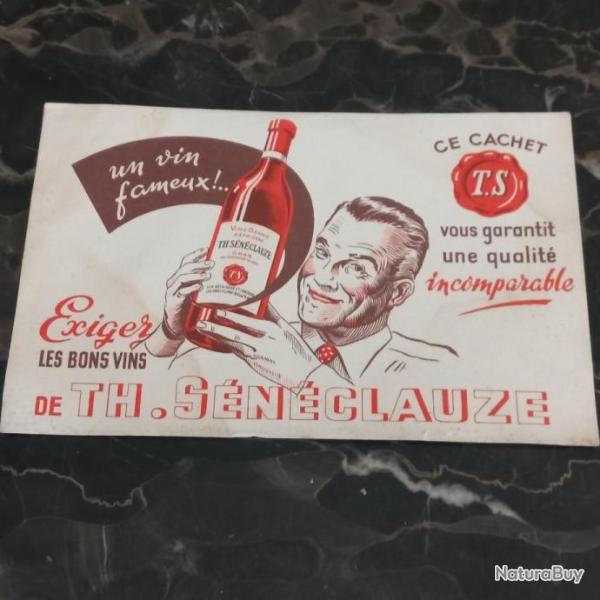 un vin
fameux!..
CE CACHET
T.S
vous garantit
une qualité
incomparable
TH.SÉNÉCLAUZE
ORAN
T.S
Exigez
LES BONS VINS
DE TH. SÉNÉCLAUZE
NaturaBuy